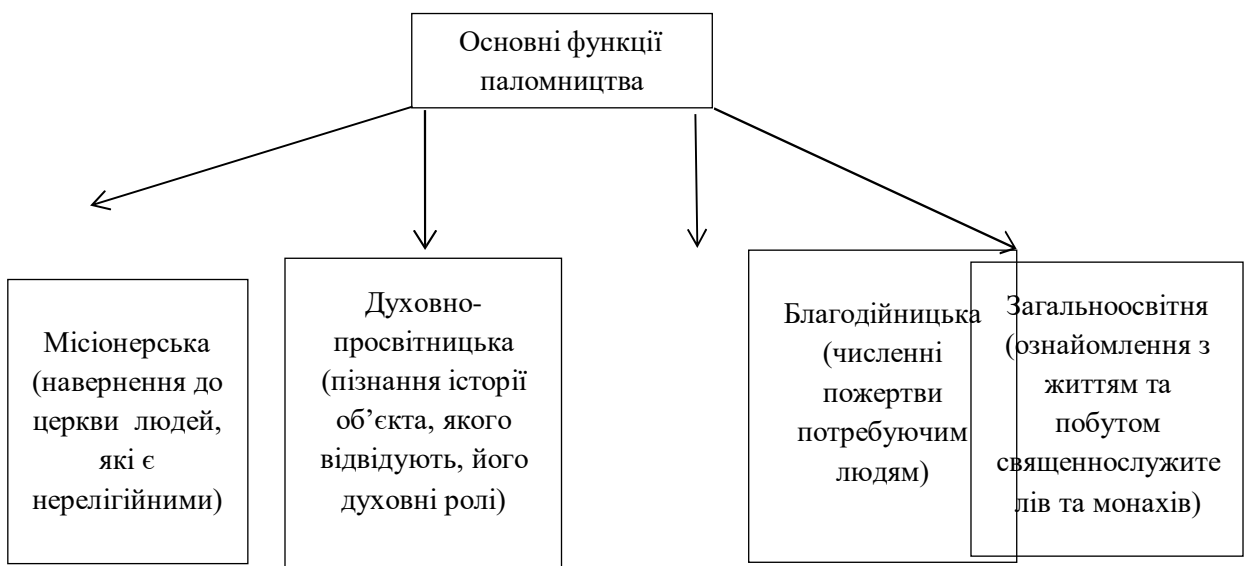 Основні функції
паломництва
Місіонерська
(навернення до
церкви людей,
які є
нерелігійними)
Духовно-
просвітницька
(пізнання історії
об’єкта, якого
відвідують, його
духовні ролі)
Благодійницька
(численні
пожертви
потребуючим
людям)
Загальноосвітня
(ознайомлення з
життям та
побутом
священнослужите
лів та монахів)